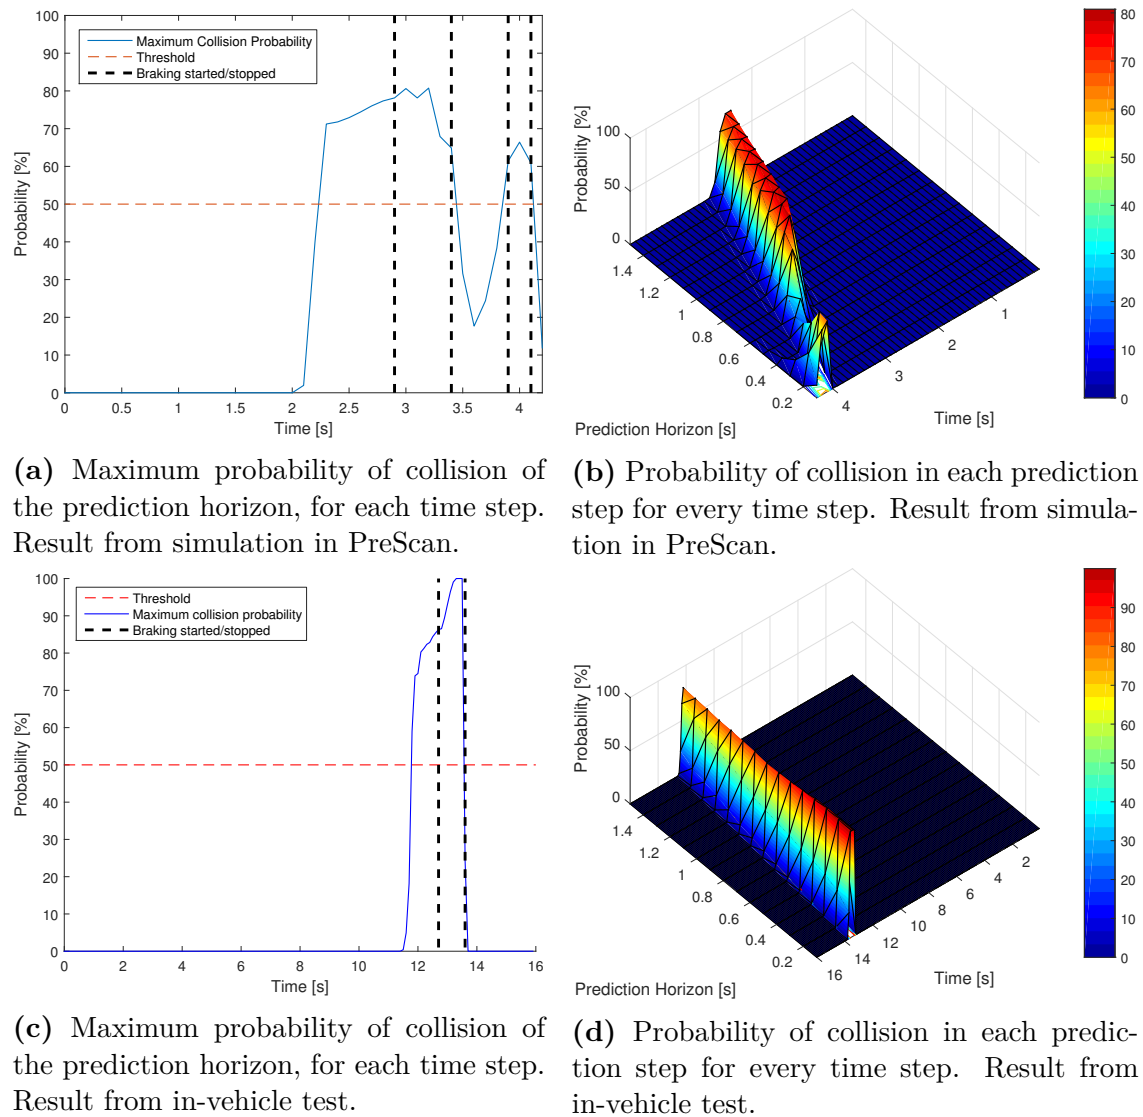 100
90
80
70
60
50
40
30
20
10
0
Probability [%]
Maximum Collision Probability
Threshold
Braking started/stopped
0 0.5 1 1.5 2 2.5 3 3.5 4
Time [s]
100
50
0
Probability [%]
1.4
1.2
1
0.8
0.6
0.4
0.2
Prediction Horizon [s]
1
2
3
4
Time [s]
80
70
60
50
40
30
20
10
0
(a) Maximum probability of collision of
the prediction horizon, for each time step.
Result from simulation in PreScan.
(b) Probability of collision in each prediction
step for every time step. Result from simula-
tion in PreScan.
100
90
80
70
60
50
40
30
20
10
0
Probability [%]
Threshold
Maximum collision probability
Braking started/stopped
0 2 4 6 8 10 12 14 16
Time [s]
100
50
0
Probability [%]
1.4
1.2
1
0.8
0.6
0.4
0.2
Prediction Horizon [s]
2
4
6
8
10
12
14
16
Time [s]
90
80
70
60
50
40
30
20
10
0
(c) Maximum probability of collision of
the prediction horizon, for each time step.
Result from in-vehicle test.
(d) Probability of collision in each predic-
tion step for every time step. Result from
in-vehicle test.